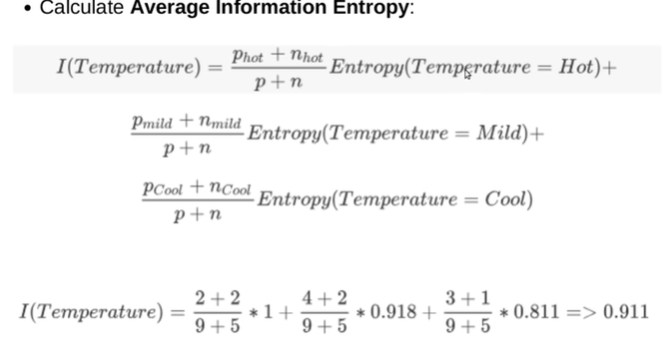 • Calculate Average Information Entropy:
I(Temperature) = \frac{p_{hot} + n_{hot}}{p + n} Entropy(Temperature = Hot)+
\frac{p_{mild} + n_{mild}}{p + n} Entropy(Temperature = Mild)+
\frac{p_{Cool} + n_{Cool}}{p + n} Entropy(Temperature = Cool)
I(Temperature) = \frac{2 + 2}{9 + 5} * 1 + \frac{4 + 2}{9 + 5} * 0.918 + \frac{3 + 1}{9 + 5} * 0.811 => 0.911